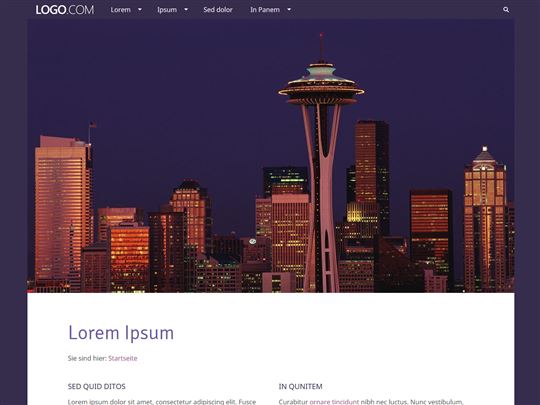 LOGO.COM Lorem Ipsum Sed dolor In Panem
Lorem Ipsum
Sie sind hier: Startseite
SED QUID DITOS
Lorem ipsum dolor sit amet, consectetur adipiscing elit. Fusce
IN QUNITEM
Curabitur ornare tincidunt nibh nec luctus. Nunc vestibulum,